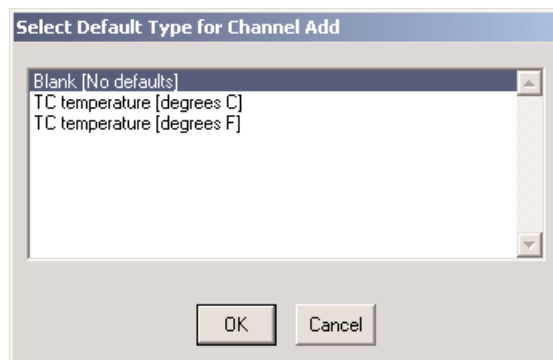 Select Default Type for Channel Add
Blank [No defaults]
TC temperature [degrees C]
TC temperature [degrees F]
OK
Cancel